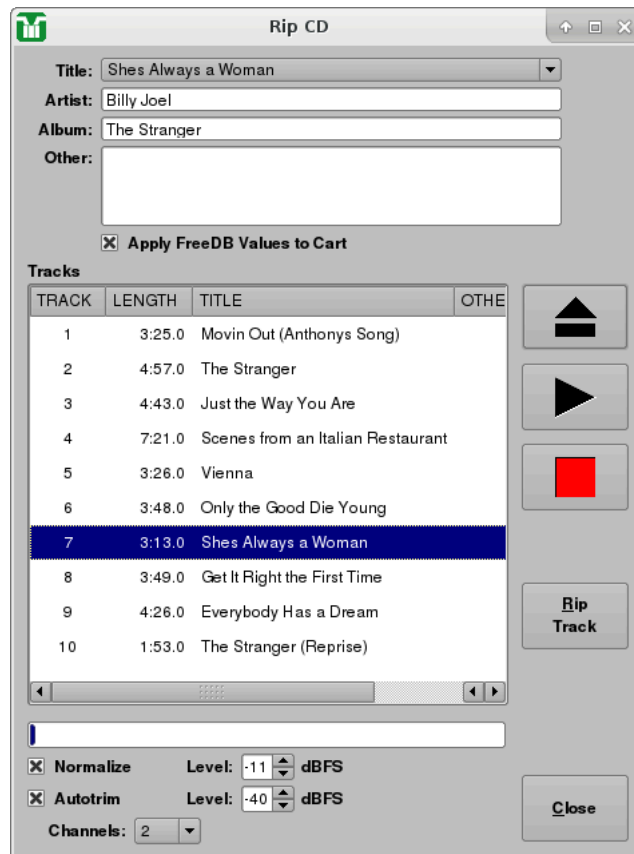 Rip CD
Title: Shes Always a Woman
Artist: Billy Joel
Album: The Stranger
Other:
Apply FreeDB Values to Cart
Tracks
TRACK LENGTH TITLE OTHE
1 3:25.0 Movin Out (Anthonys Song)
2 4:57.0 The Stranger
3 4:43.0 Just the Way You Are
4 7:21.0 Scenes from an Italian Restaurant
5 3:26.0 Vienna
6 3:48.0 Only the Good Die Young
7 3:13.0 Shes Always a Woman
8 3:49.0 Get It Right the First Time
9 4:26.0 Everybody Has a Dream
10 1:53.0 The Stranger (Reprise)
Rip
Track
Normalize Level: -11 dBFS
Autotrim Level: -40 dBFS
Channels: 2
Close